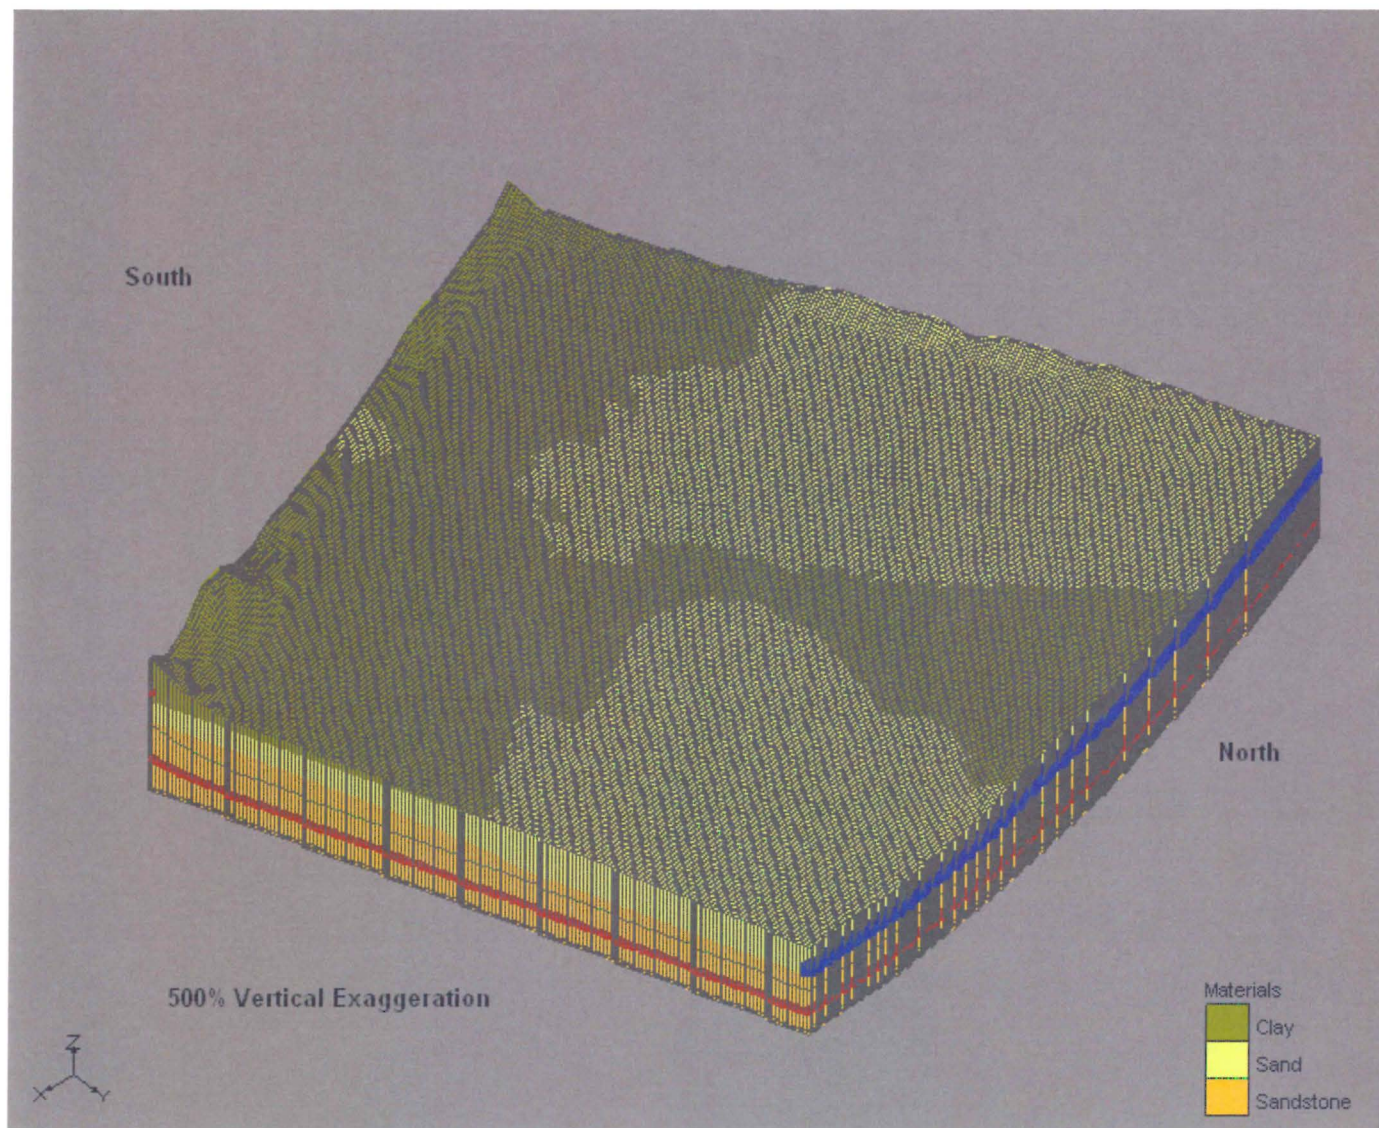 South
North
500% Vertical Exaggeration
Z
X
Y
Materials
Clay
Sand
Sandstone